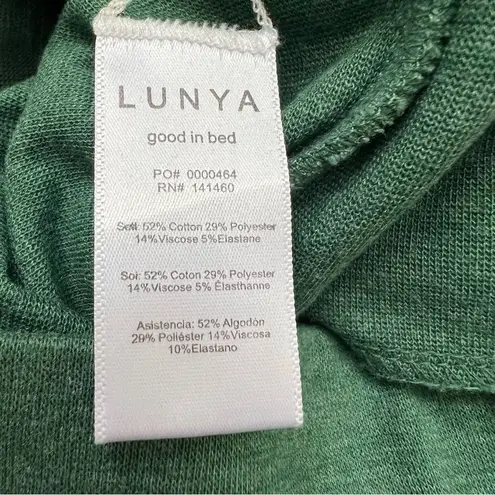 LUNYA
good in bed
PO# 0000464
RN# 141460
Self: 52% Cotton 29% Polyester
14%Viscose 5%Elastane
Sol: 52% Coton 29% Polyester
14%Viscose 5% Élasthanne
Asistencia: 52% Algodón
29% Poliéster 14%Viscosa
10%Elastano